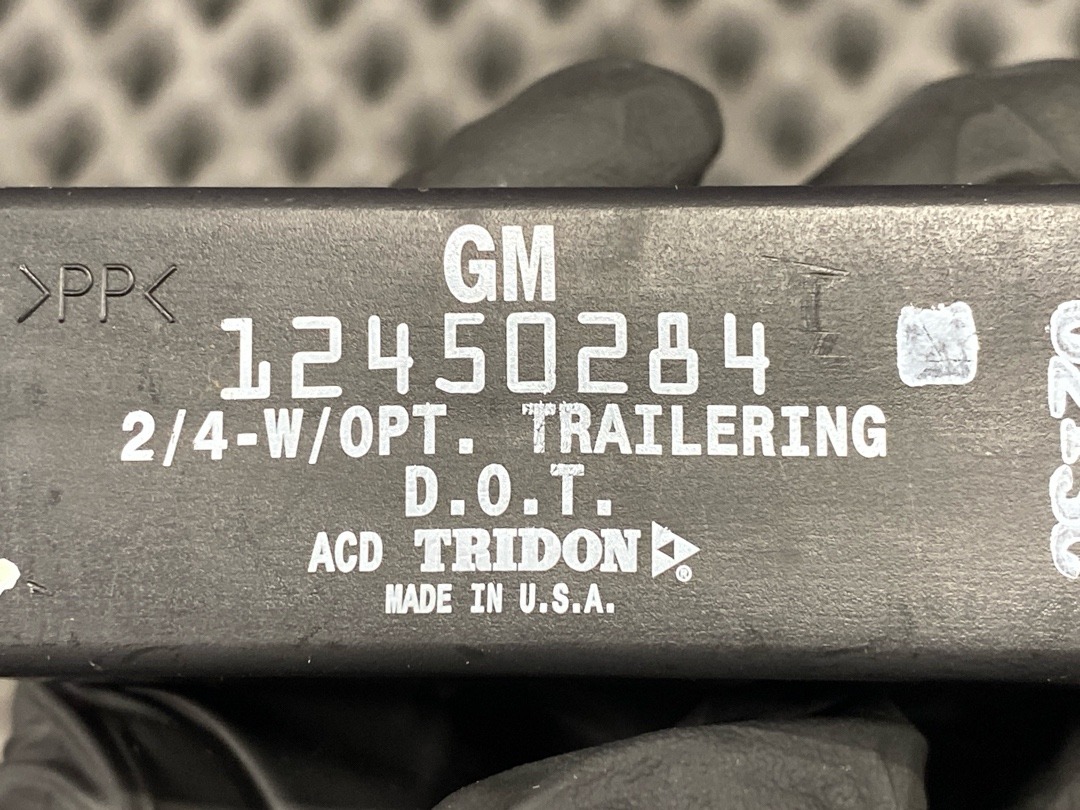 >PP<
GM
12450284
2/4-W/OPT. TRAILERING
D.O.T.
ACD TRIDON®
MADE IN U.S.A.